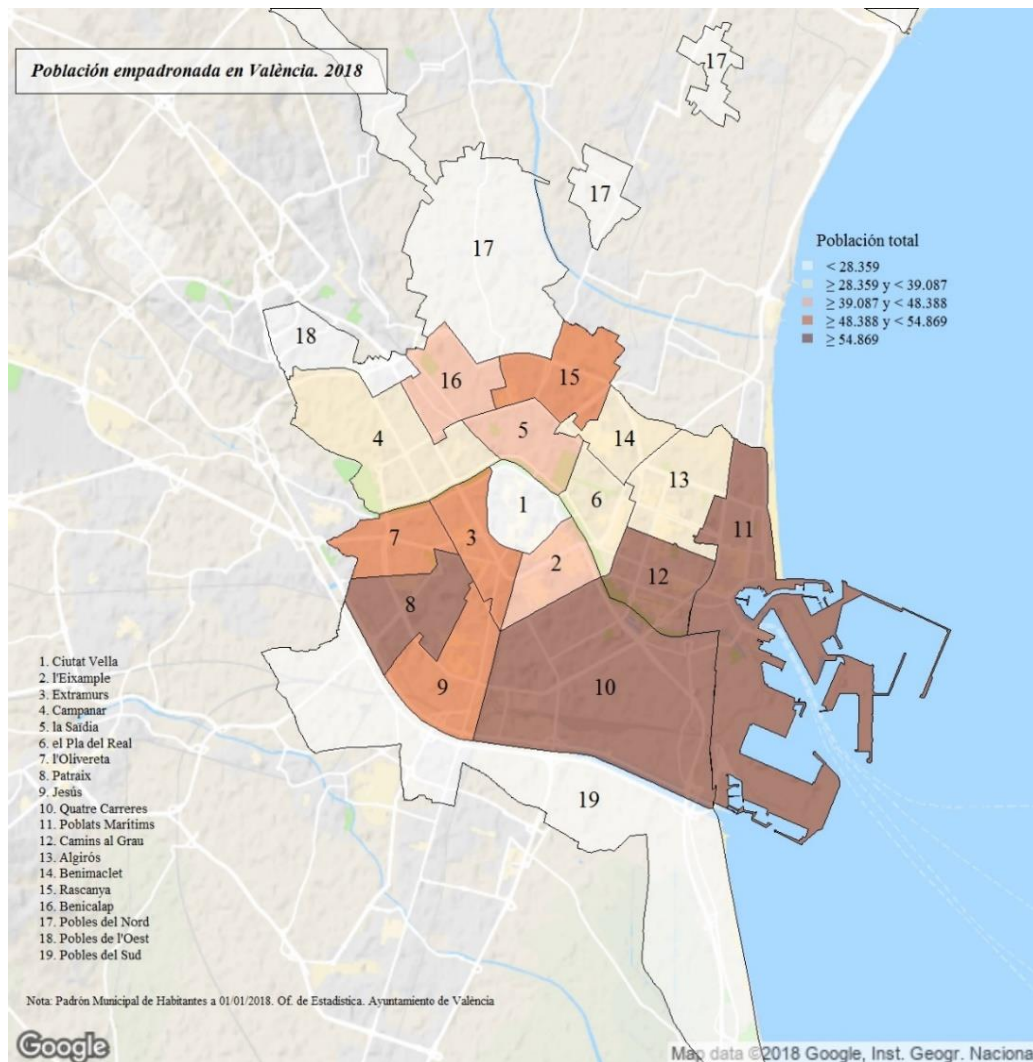 Población empadronada en València. 2018
17
17
17
Población total
< 28.359
≥ 28.359 y < 39.087
≥ 39.087 y < 48.388
≥ 48.388 y < 54.869
≥ 54.869
18
16
15
4
5
14
13
6
1
11
7
3
2
12
8
10
9
19
1. Ciutat Vella
2. l'Eixample
3. Extramurs
4. Campanar
5. la Saïdia
6. el Pla del Real
7. l'Olivereta
8. Patraix
9. Jesús
10. Quatre Carreres
11. Poblats Marítims
12. Camins al Grau
13. Algirós
14. Benimaclet
15. Rascanya
16. Benicalap
17. Pobles del Nord
18. Pobles de l'Oest
19. Pobles del Sud
Nota: Padrón Municipal de Habitantes a 01/01/2018. Of. de Estadística. Ayuntamiento de València
Google
Map data ©2018 Google, Inst. Geogr. Naciona